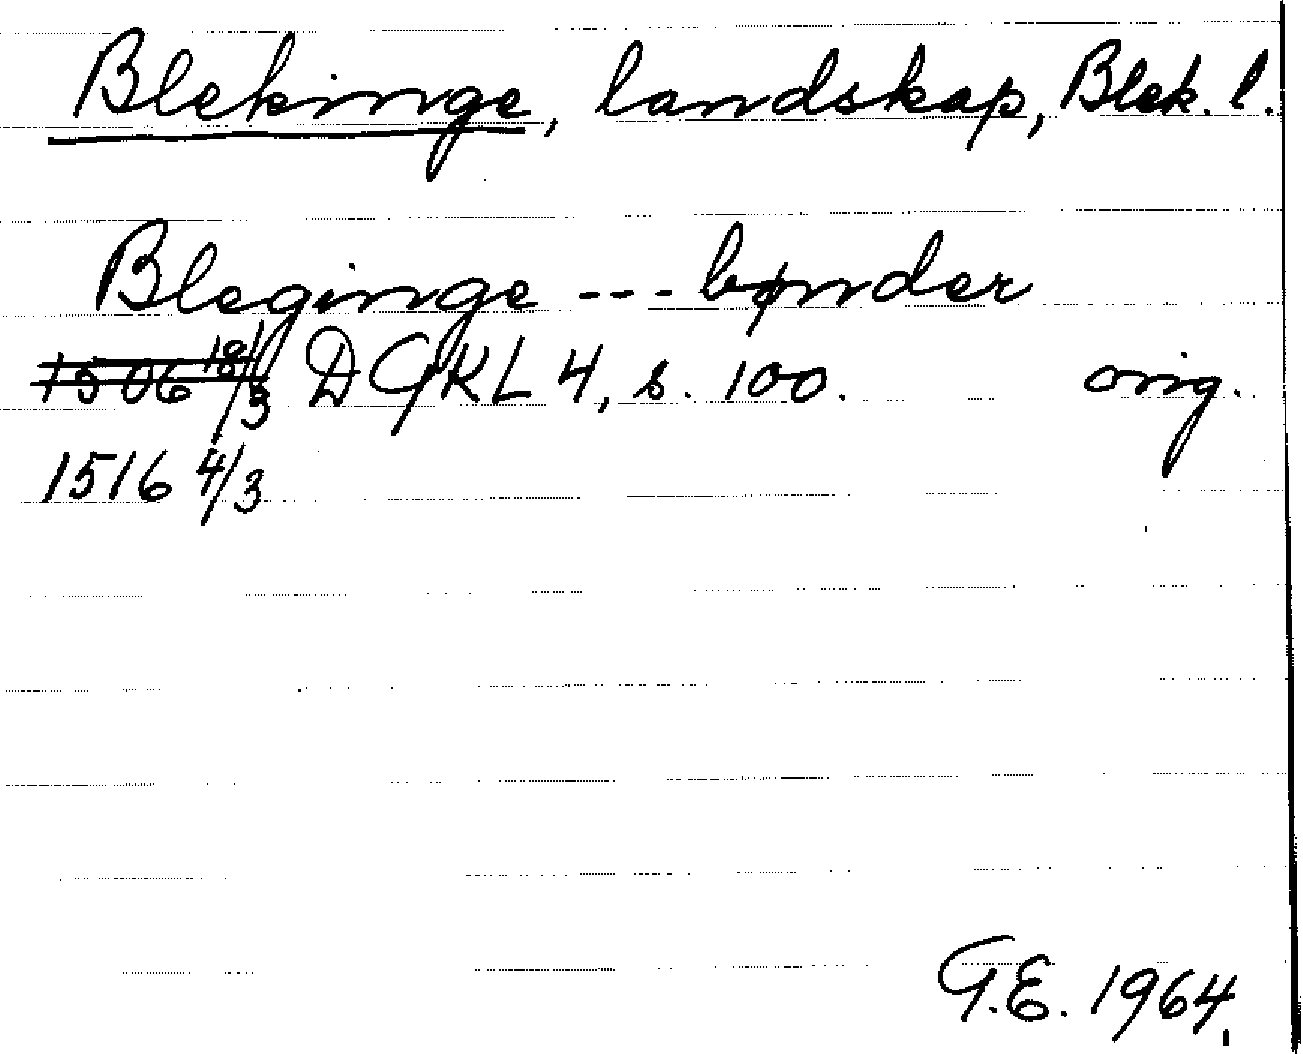 Blekinge, landskap, Blek. l.
Bleginge --- bønder
1506 18/3 DGKL 4, s. 100. orig.
1516 4/3
G.E. 1964.